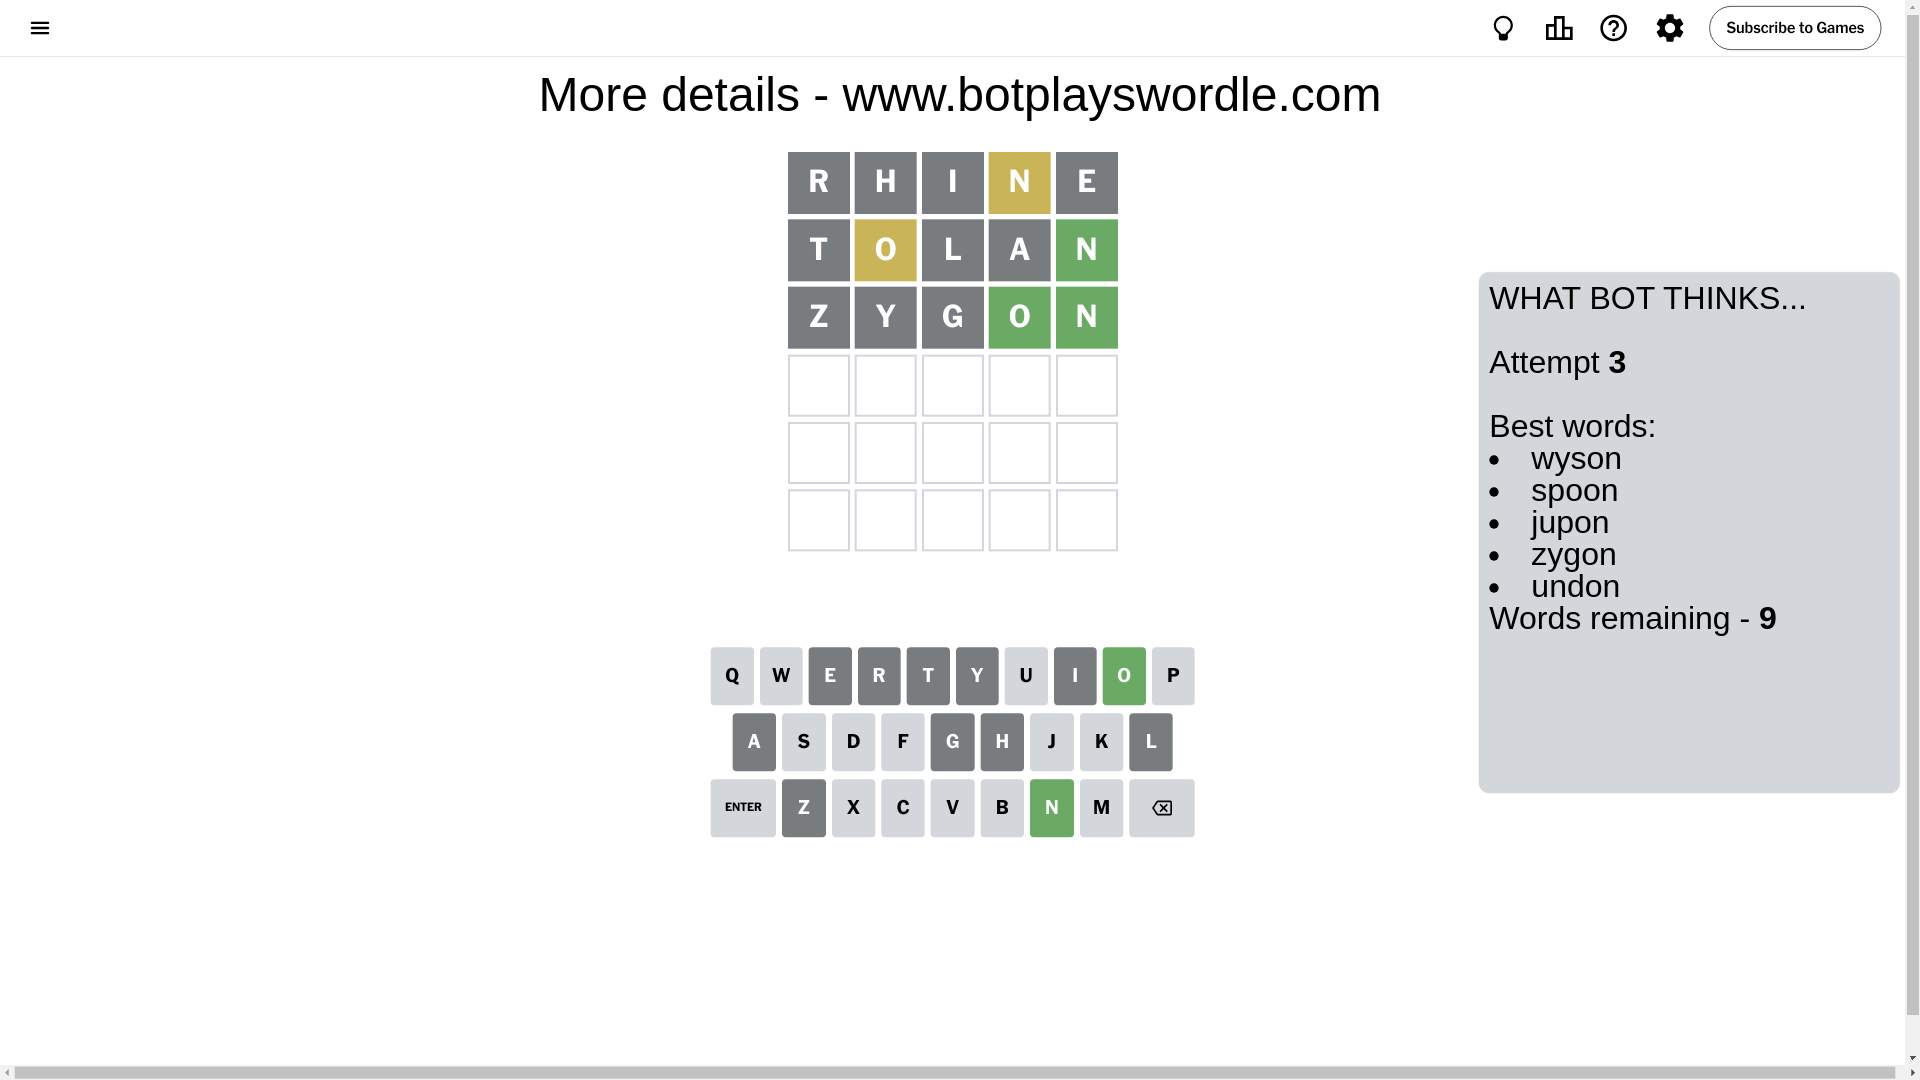 Subscribe to Games
More details - www.botplayswordle.com
R H I N E
T O L A N
Z Y G O N
WHAT BOT THINKS...
Attempt 3
Best words:
• wyson
• spoon
• jupon
• zygon
• undon
Words remaining - 9
Q W E R T Y U I O P
A S D F G H J K L
ENTER Z X C V B N M